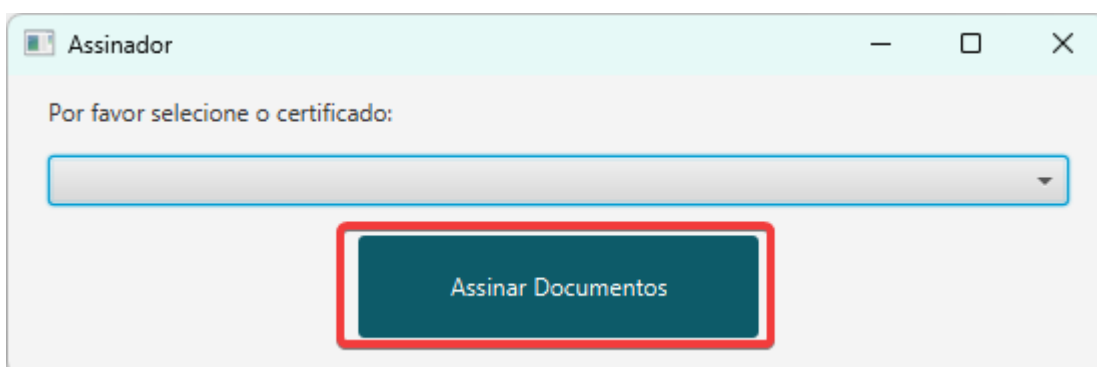 Assinador
Por favor selecione o certificado:
Assinar Documentos